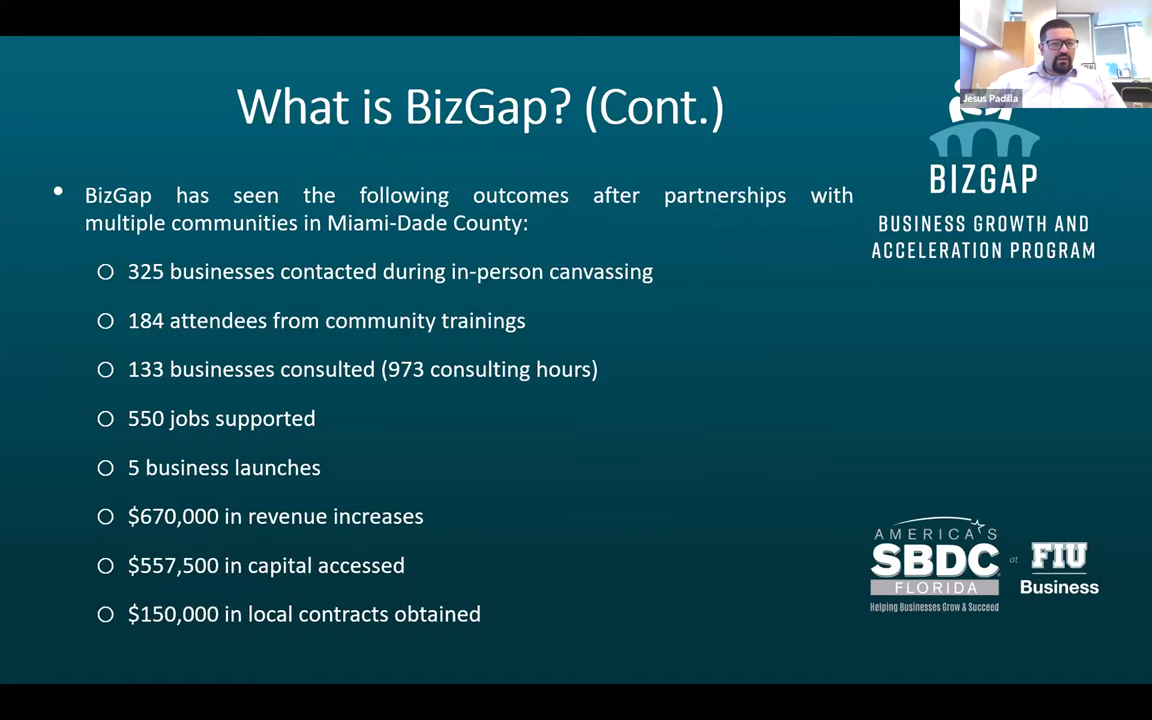 Jesus Padilla
What is BizGap? (Cont.)
BIZGAP
BUSINESS GROWTH AND
ACCELERATION PROGRAM
• BizGap has seen the following outcomes after partnerships with
multiple communities in Miami-Dade County:
325 businesses contacted during in-person canvassing
184 attendees from community trainings
133 businesses consulted (973 consulting hours)
550 jobs supported
5 business launches
$670,000 in revenue increases
$557,500 in capital accessed
$150,000 in local contracts obtained
AMERICA'S
SBDC
FLORIDA
Helping Businesses Grow & Succeed
at
FIU
Business